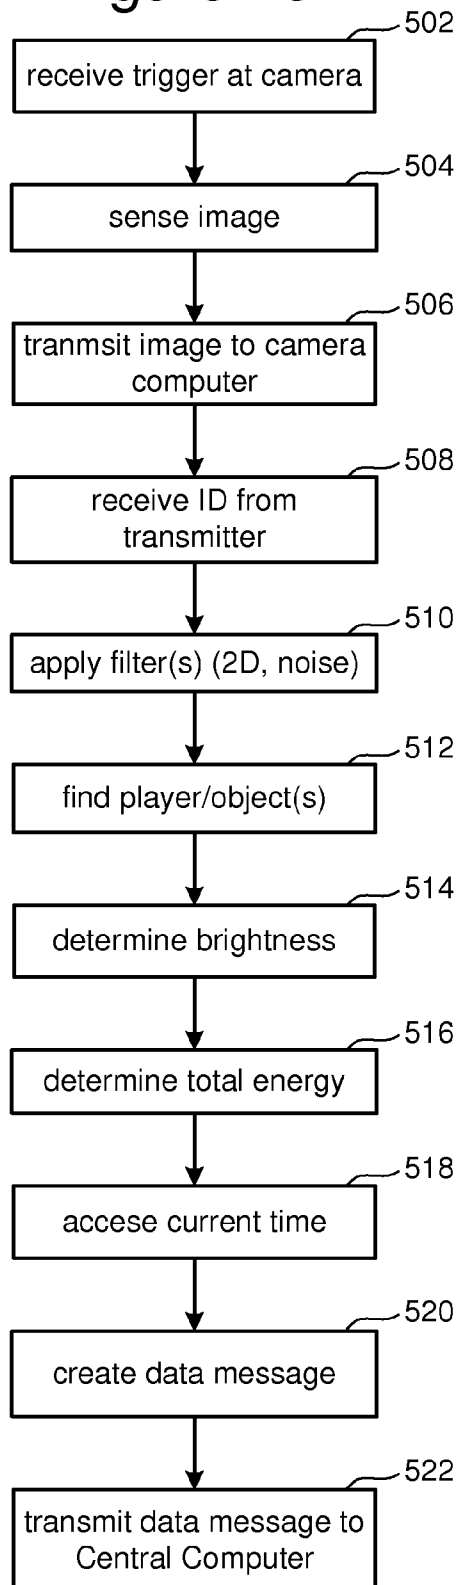 502
receive trigger at camera
504
sense image
506
tranmsit image to camera
computer
508
receive ID from
transmitter
510
apply filter(s) (2D, noise)
512
find player/object(s)
514
determine brightness
516
determine total energy
518
accese current time
520
create data message
522
transmit data message to
Central Computer